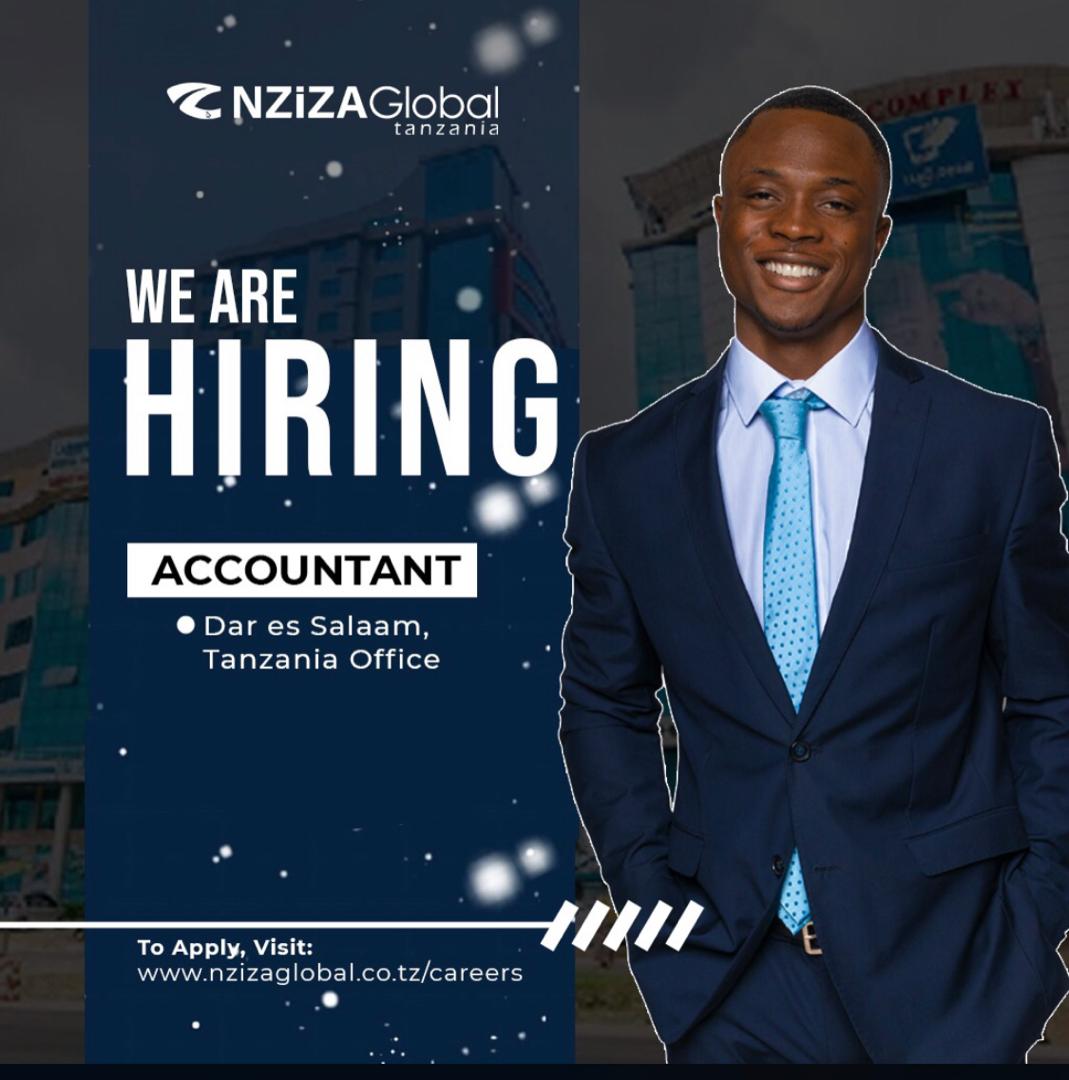 NZiZAGlobal
tanzania
COMPLEX
WE ARE
HIRING
ACCOUNTANT
Dar es Salaam,
Tanzania Office
To Apply, Visit:
www.nzizaglobal.co.tz/careers